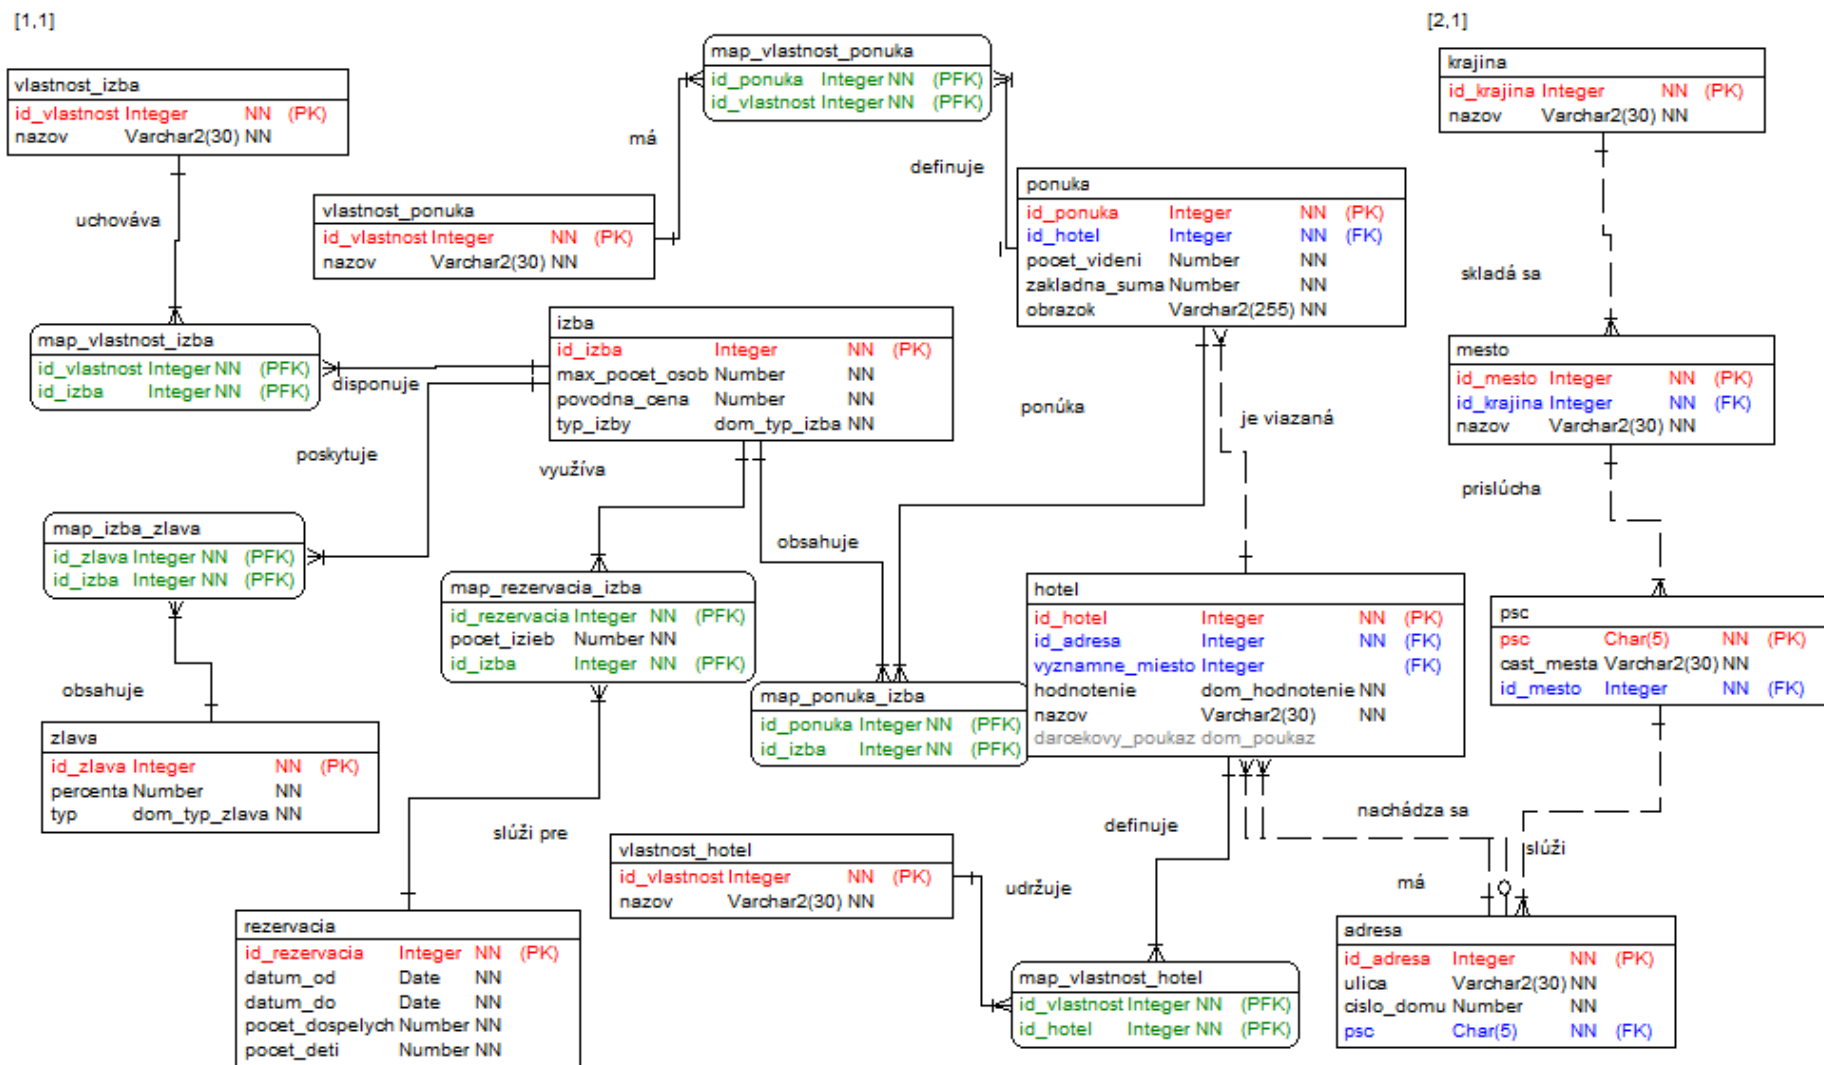 [1,1]
[2,1]
map_vlastnost_ponuka
id_ponuka Integer NN (PFK)
id_vlastnost Integer NN (PFK)
krajina
id_krajina Integer NN (PK)
nazov Varchar2(30) NN
vlastnost_izba
id_vlastnost Integer NN (PK)
nazov Varchar2(30) NN
má
definuje
ponuka
id_ponuka Integer NN (PK)
id_hotel Integer NN (FK)
pocet_videni Number NN
zakladna_suma Number NN
obrazok Varchar2(255) NN
uchováva
vlastnost_ponuka
id_vlastnost Integer NN (PK)
nazov Varchar2(30) NN
skladá sa
map_vlastnost_izba
id_vlastnost Integer NN (PFK)
id_izba Integer NN (PFK)
disponuje
izba
id_izba Integer NN (PK)
max_pocet_osob Number NN
povodna_cena Number NN
typ_izby dom_typ_izba NN
mesto
id_mesto Integer NN (PK)
id_krajina Integer NN (FK)
nazov Varchar2(30) NN
ponúka
je viazaná
poskytuje
využíva
prislúcha
map_izba_zlava
id_zlava Integer NN (PFK)
id_izba Integer NN (PFK)
obsahuje
map_rezervacia_izba
id_rezervacia Integer NN (PFK)
pocet_izieb Number NN
id_izba Integer NN (PFK)
hotel
id_hotel Integer NN (PK)
id_adresa Integer NN (FK)
vyznamne_miesto Integer (FK)
hodnotenie dom_hodnotenie NN
nazov Varchar2(30) NN
darcekovy_poukaz dom_poukaz
psc
psc Char(5) NN (PK)
cast_mesta Varchar2(30) NN
id_mesto Integer NN (FK)
obsahuje
map_ponuka_izba
id_ponuka Integer NN (PFK)
id_izba Integer NN (PFK)
zlava
id_zlava Integer NN (PK)
percenta Number NN
typ dom_typ_zlava NN
slúži pre
definuje
nachádza sa
slúži
vlastnost_hotel
id_vlastnost Integer NN (PK)
nazov Varchar2(30) NN
udržuje
má
rezervacia
id_rezervacia Integer NN (PK)
datum_od Date NN
datum_do Date NN
pocet_dospelych Number NN
pocet_deti Number NN
map_vlastnost_hotel
id_vlastnost Integer NN (PFK)
id_hotel Integer NN (PFK)
adresa
id_adresa Integer NN (PK)
ulica Varchar2(30) NN
cislo_domu Number NN
psc Char(5) NN (FK)